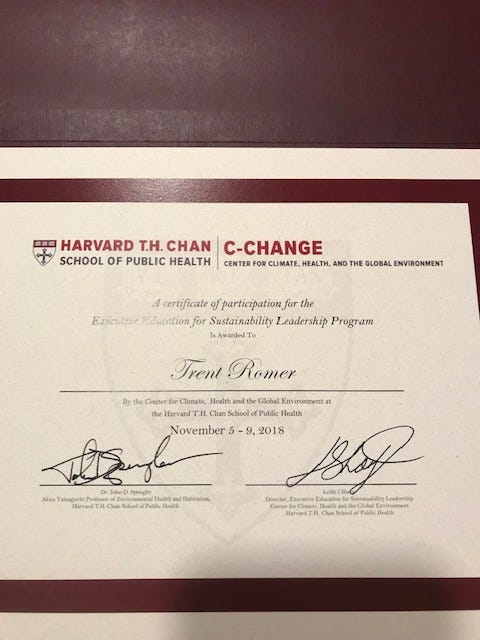 HARVARD T.H. CHAN
SCHOOL OF PUBLIC HEALTH
C-CHANGE
CENTER FOR CLIMATE, HEALTH, AND THE GLOBAL ENVIRONMENT
A certificate of participation for the
Executive Education for Sustainability Leadership Program
Is Awarded To
Trent Romer
By the Center for Climate, Health and the Global Environment at
the Harvard T.H. Chan School of Public Health
November 5 - 9, 2018
Dr. John D. Spengler
Akira Yamaguchi Professor of Environmental Health and Habitation,
Harvard T.H. Chan School of Public Health
Leith J
Director, Executive Education for Sustainability Leadership
Center for Climate, Health and the Global Environment
Harvard T.H. Chan School of Public Health